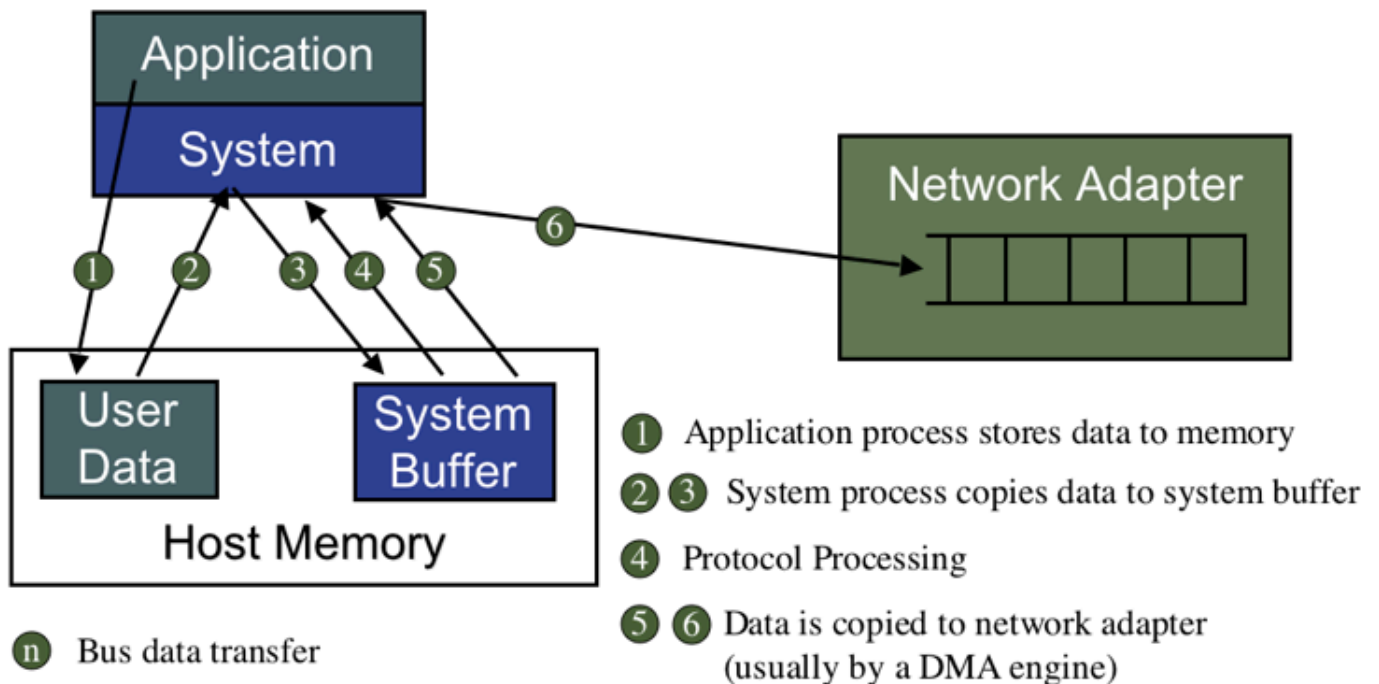 Application
System
Network Adapter
6
1
2
3
4
5
User
Data
System
Buffer
Host Memory
1 Application process stores data to memory
2 3 System process copies data to system buffer
4 Protocol Processing
5 6 Data is copied to network adapter
(usually by a DMA engine)
n Bus data transfer